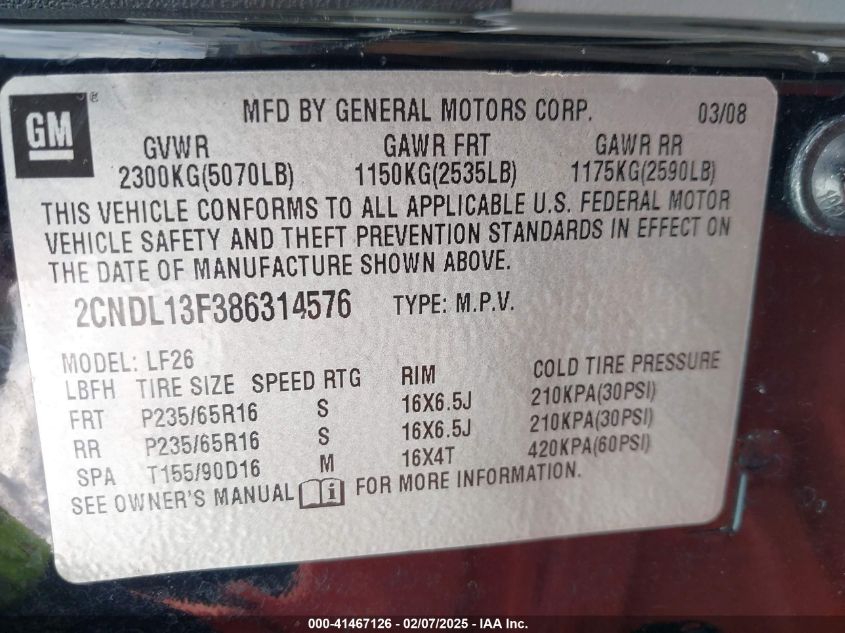 GM ®
MFD BY GENERAL MOTORS CORP. 03/08
GVWR GAWR FRT GAWR RR
2300KG(5070LB) 1150KG(2535LB) 1175KG(2590LB)
THIS VEHICLE CONFORMS TO ALL APPLICABLE U.S. FEDERAL MOTOR
VEHICLE SAFETY AND THEFT PREVENTION STANDARDS IN EFFECT ON
THE DATE OF MANUFACTURE SHOWN ABOVE.
2CNDL13F386314576 TYPE: M.P.V.
MODEL: LF26
LBFH TIRE SIZE SPEED RTG RIM COLD TIRE PRESSURE
FRT P235/65R16 S 16X6.5J 210KPA(30PSI)
RR P235/65R16 S 16X6.5J 210KPA(30PSI)
SPA T155/90D16 M 16X4T 420KPA(60PSI)
SEE OWNER'S MANUAL i FOR MORE INFORMATION.
000-41467126 - 02/07/2025 - IAA Inc.